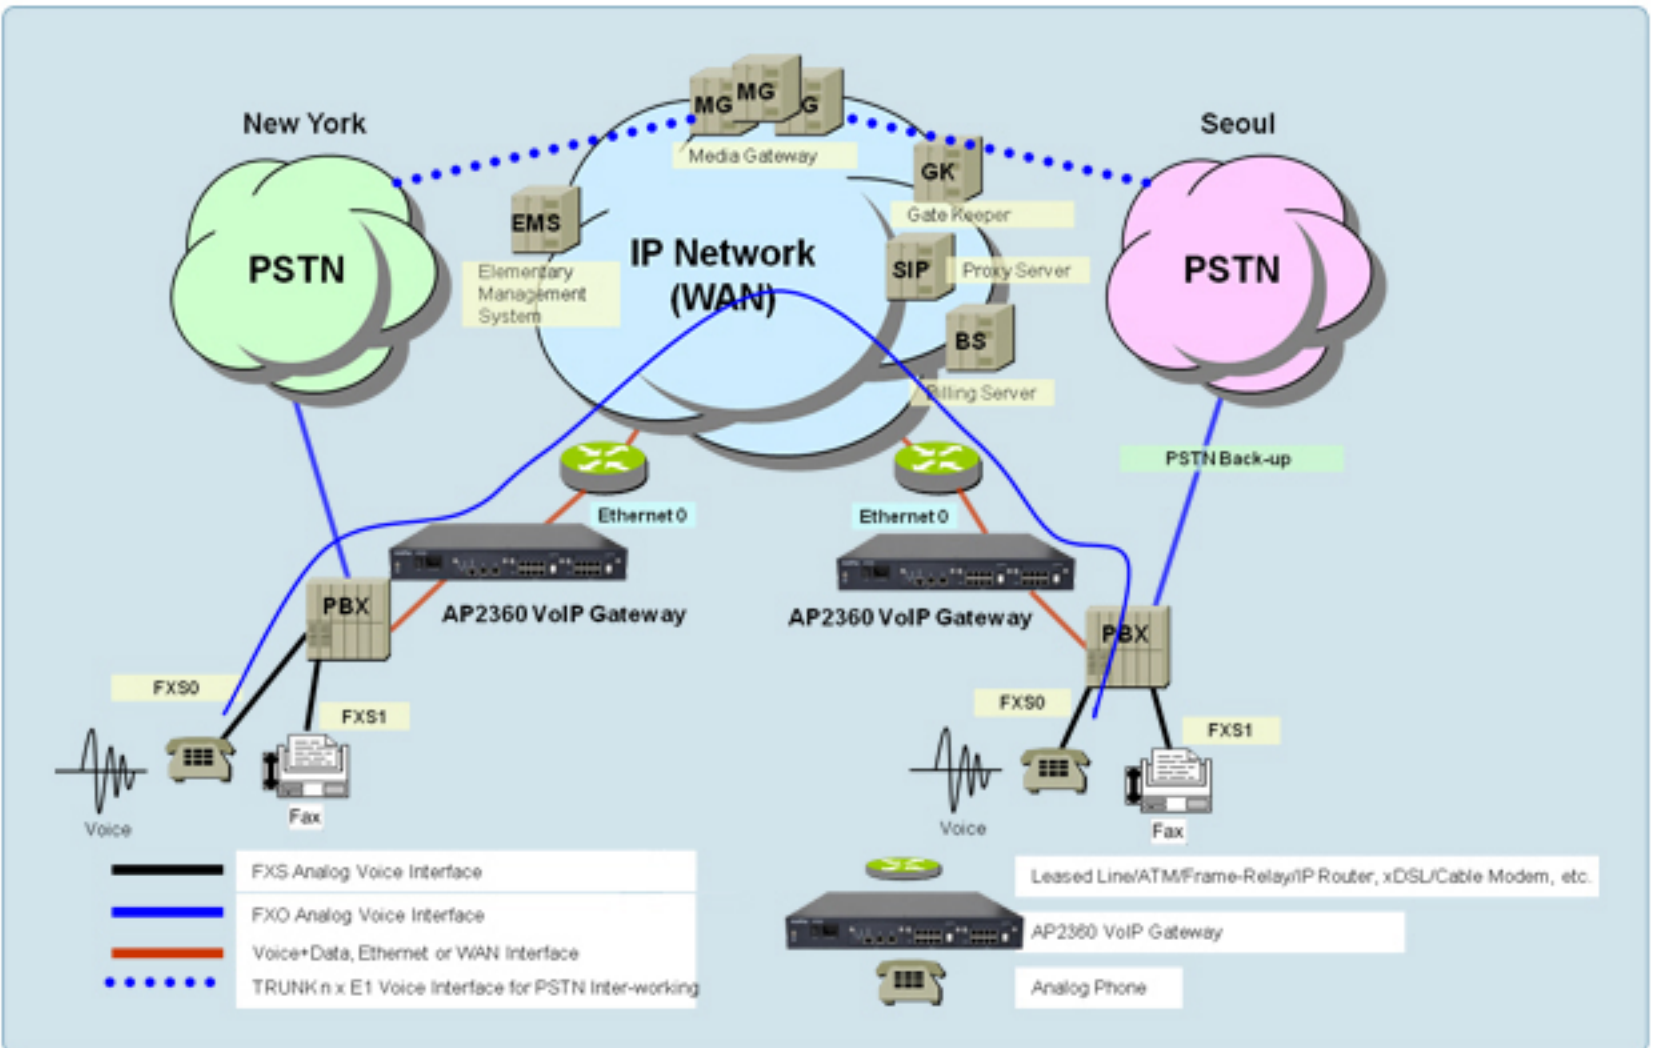 MG
MG
G
New York
Seoul
Media Gateway
GK
Gate Keeper
EMS
PSTN
IP Network
(WAN)
SIP
Proxy Server
PSTN
Elementary
Management
System
BS
Billing Server
PSTN Back-up
Ethernet 0
Ethernet 0
PBX
AP2360 VoIP Gateway
AP2360 VoIP Gateway
PBX
FXS0
FXS1
FXS0
FXS1
Voice
Fax
Voice
Fax
FXS Analog Voice Interface
FXO Analog Voice Interface
Voice+Data, Ethernet or WAN Interface
TRUNK n x E1 Voice Interface for PSTN Inter-working
Leased Line/ATM/Frame-Relay/IP Router, xDSL/Cable Modem, etc.
AP2360 VoIP Gateway
Analog Phone